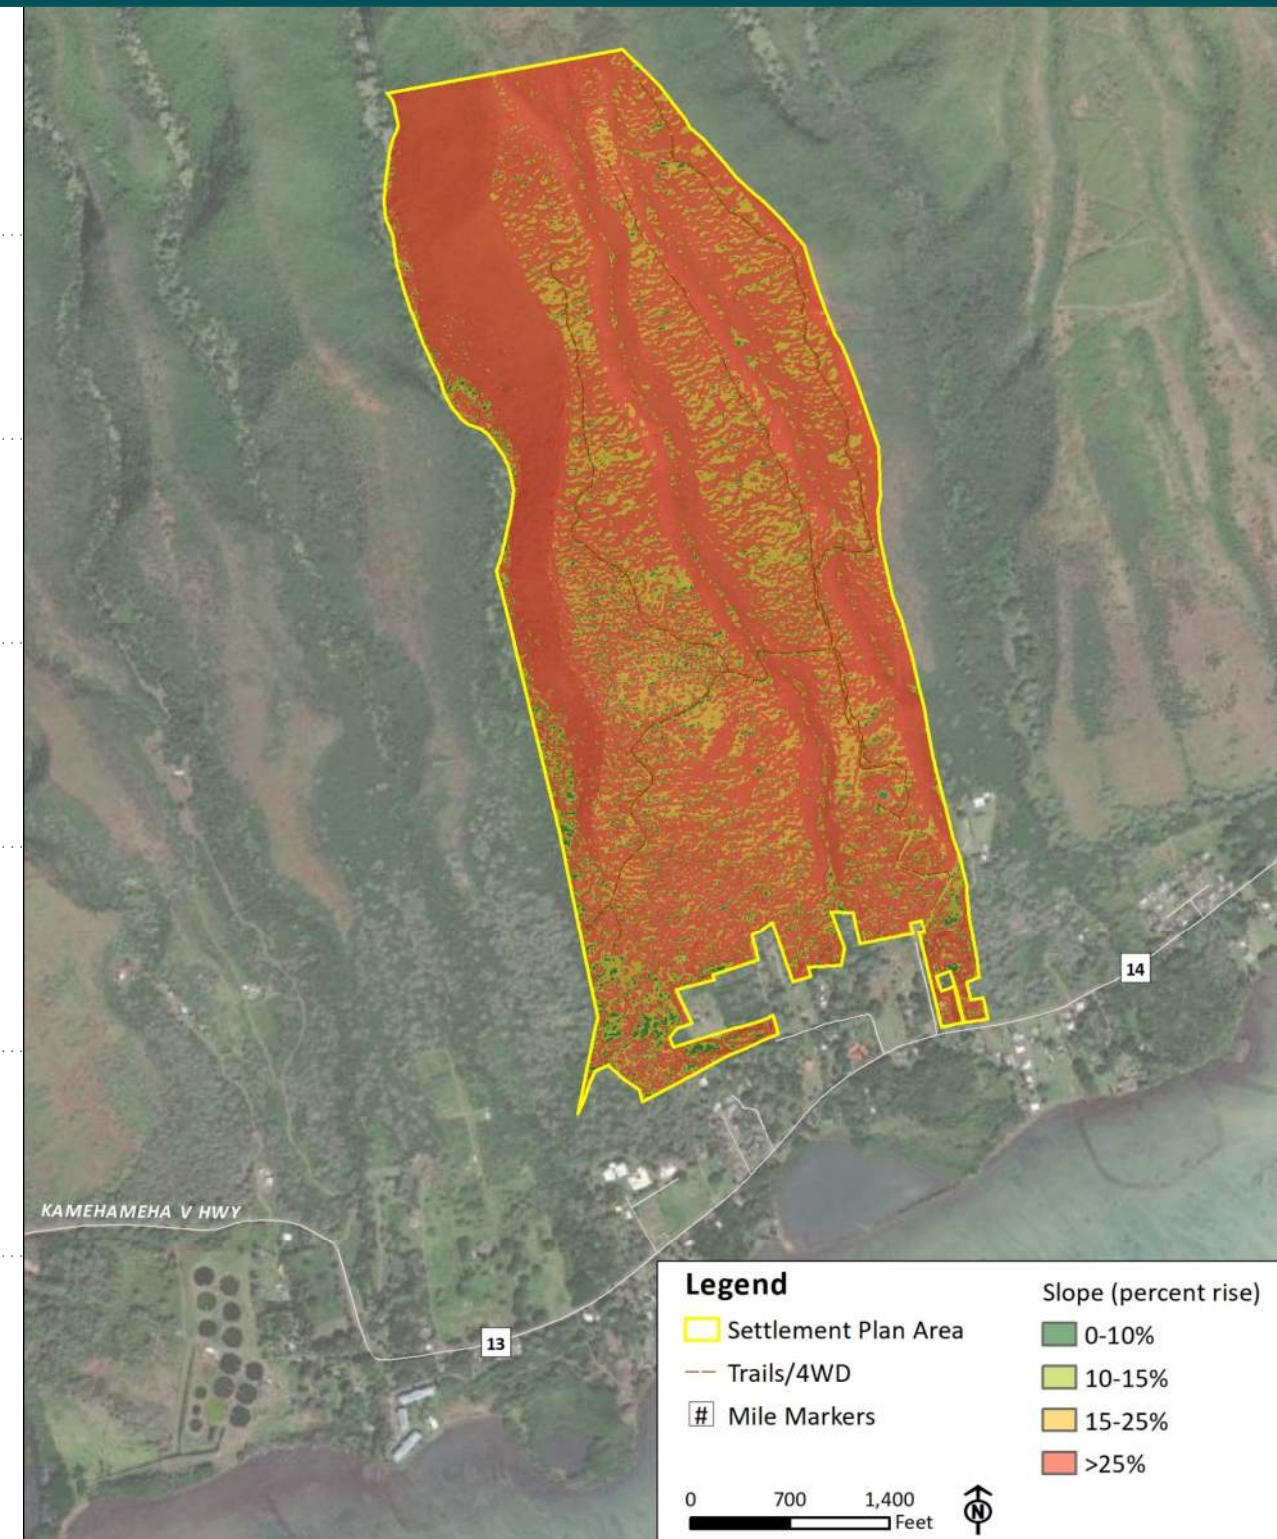 14
KAMEHAMEHA V HWY
13
Legend
Settlement Plan Area
Trails/4WD
# Mile Markers
Slope (percent rise)
0-10%
10-15%
15-25%
>25%
0 700 1,400
Feet
N